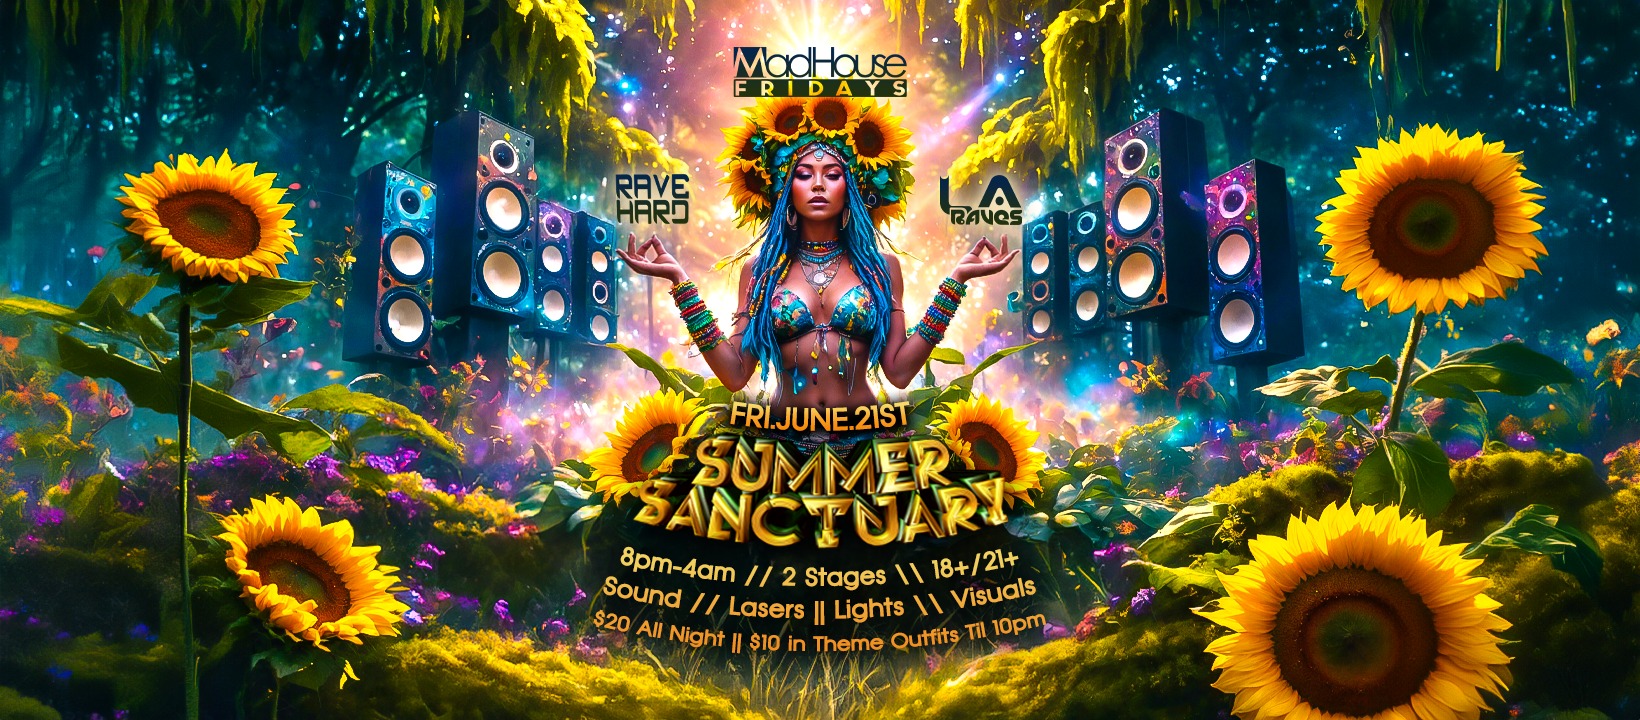 MadHouse
FRIDAYS
RAVE
HARD
LA
RAVES
FRI.JUNE.21ST
SUMMER
SANCTUARY
8pm-4am // 2 Stages \\ 18+/21+
Sound // Lasers || Lights \\ Visuals
$20 All Night || $10 in Theme Outfits Til 10pm